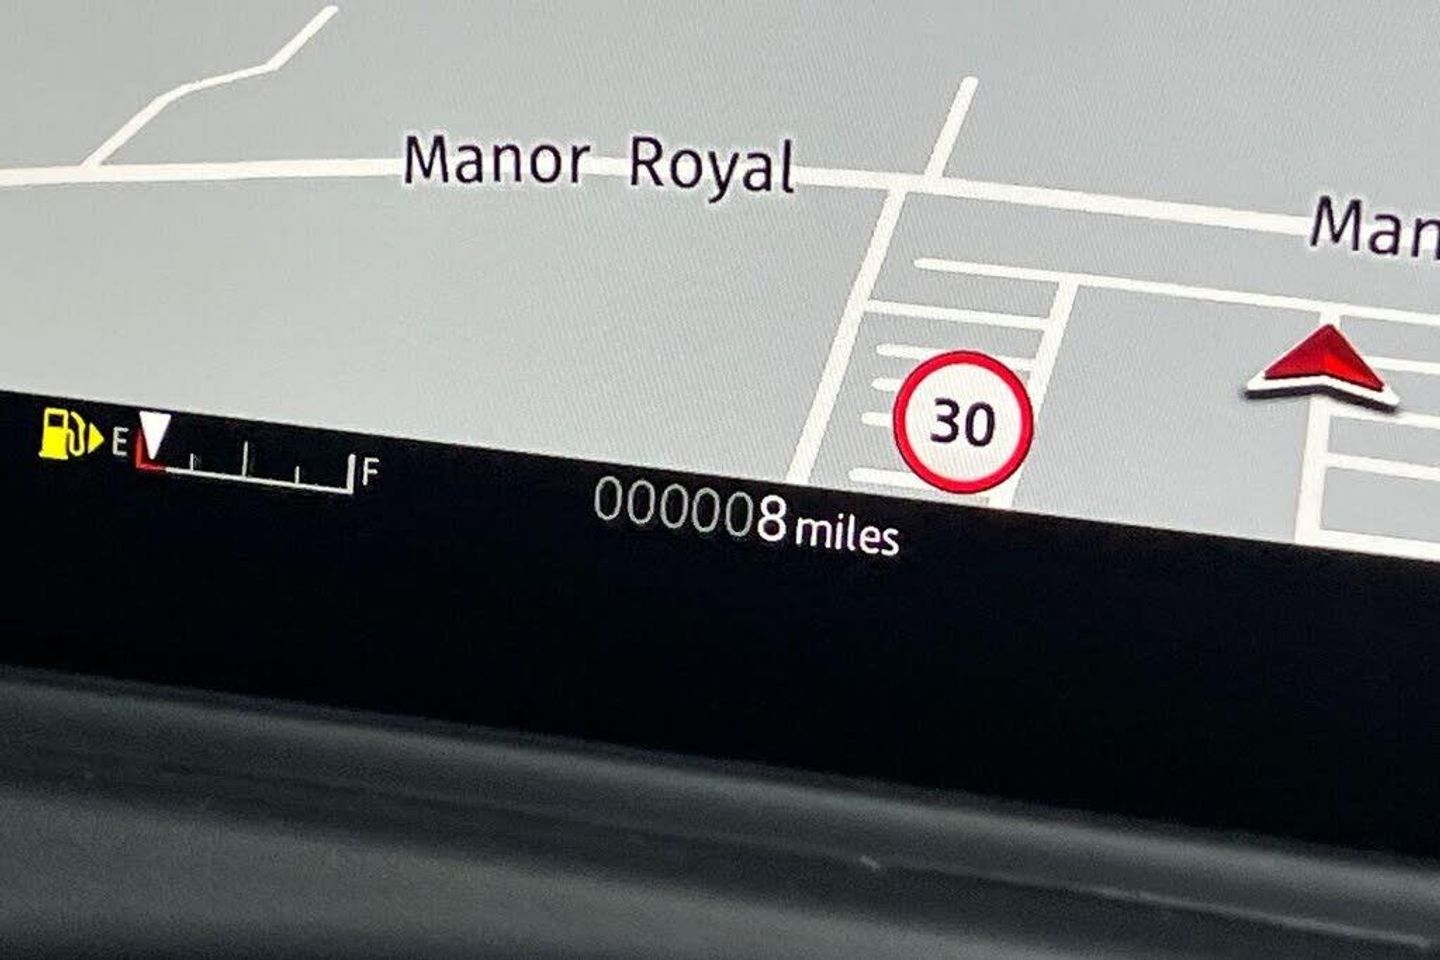 Manor Royal
Man
30
E F
000008 miles